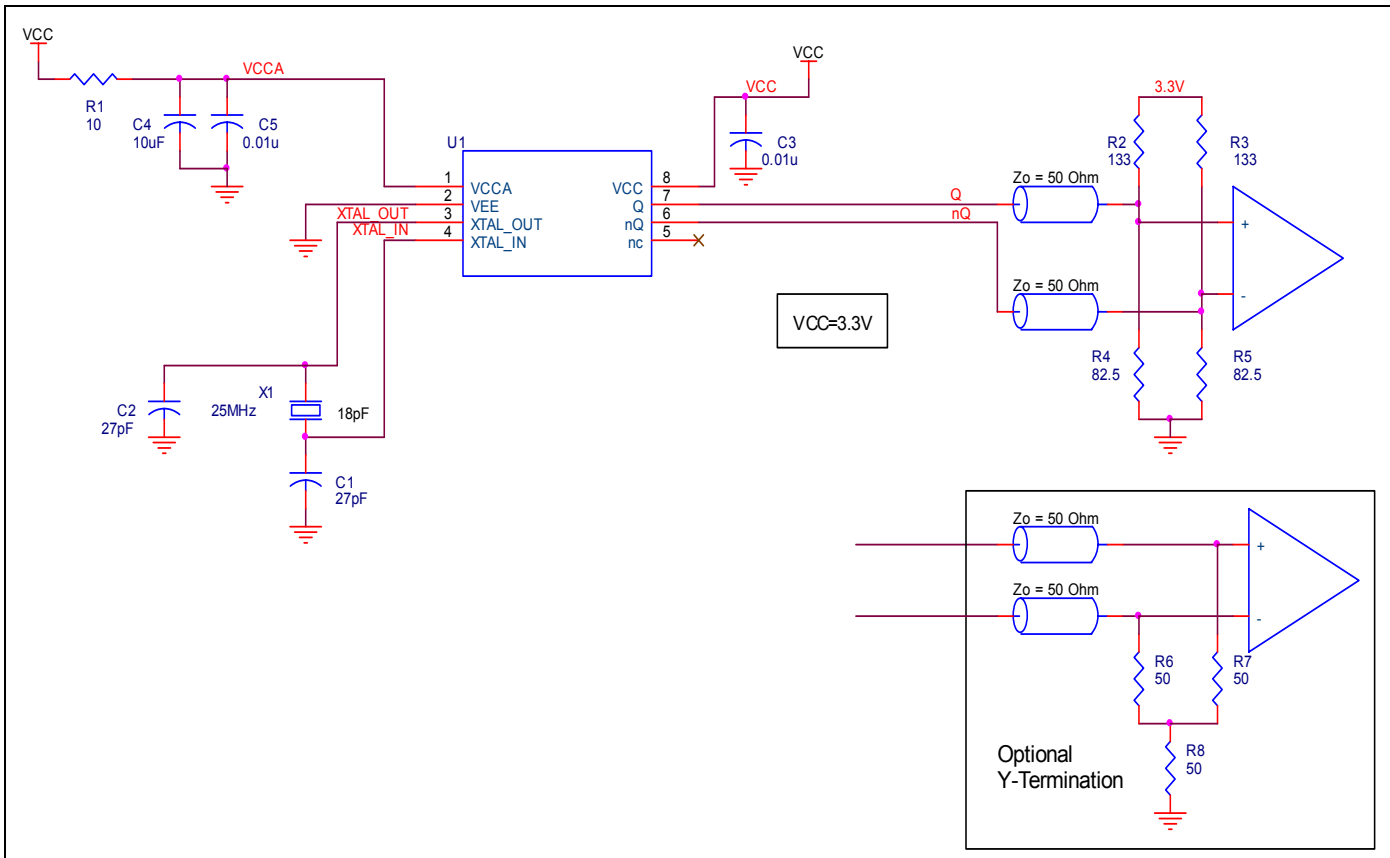 VCC
VCCA
R1
10
C4
10uF
C5
0.01u
VCC
VCC
C3
0.01u
U1
1
VCCA
2
VEE
XTAL_OUT
3
XTAL_OUT
XTAL_IN
4
XTAL_IN
VCC
8
Q
7
nQ
6
nc
5
Q
nQ
Zo = 50 Ohm
Zo = 50 Ohm
3.3V
R2
133
R3
133
+
-
R4
82.5
R5
82.5
VCC=3.3V
C2
27pF
X1
25MHz
18pF
C1
27pF
Zo = 50 Ohm
Zo = 50 Ohm
+
-
R6
50
R7
50
R8
50
Optional
Y-Termination